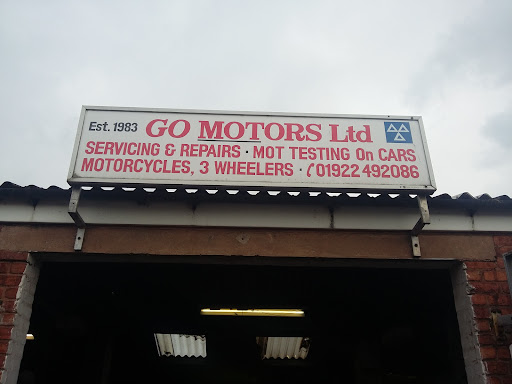 Est. 1983 GO MOTORS Ltd
SERVICING & REPAIRS · MOT TESTING On CARS
MOTORCYCLES, 3 WHEELERS · 01922 492086